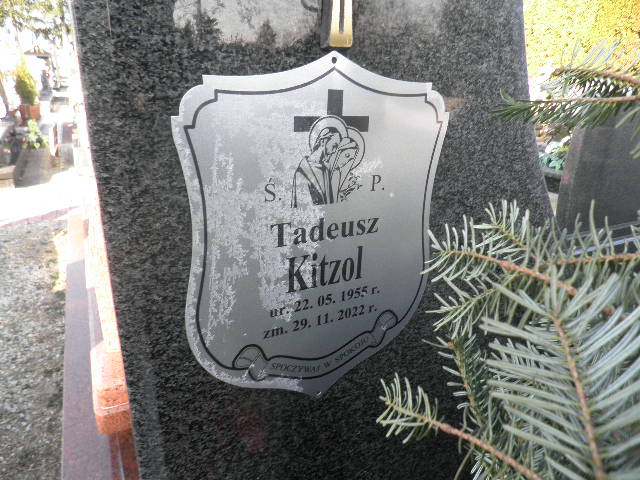 Ś. P.
Tadeusz
Kitzol
ur. 22. 05. 1955 r.
zm. 29. 11. 2022 r.
SPOCZYWAJ W SPOKOJU